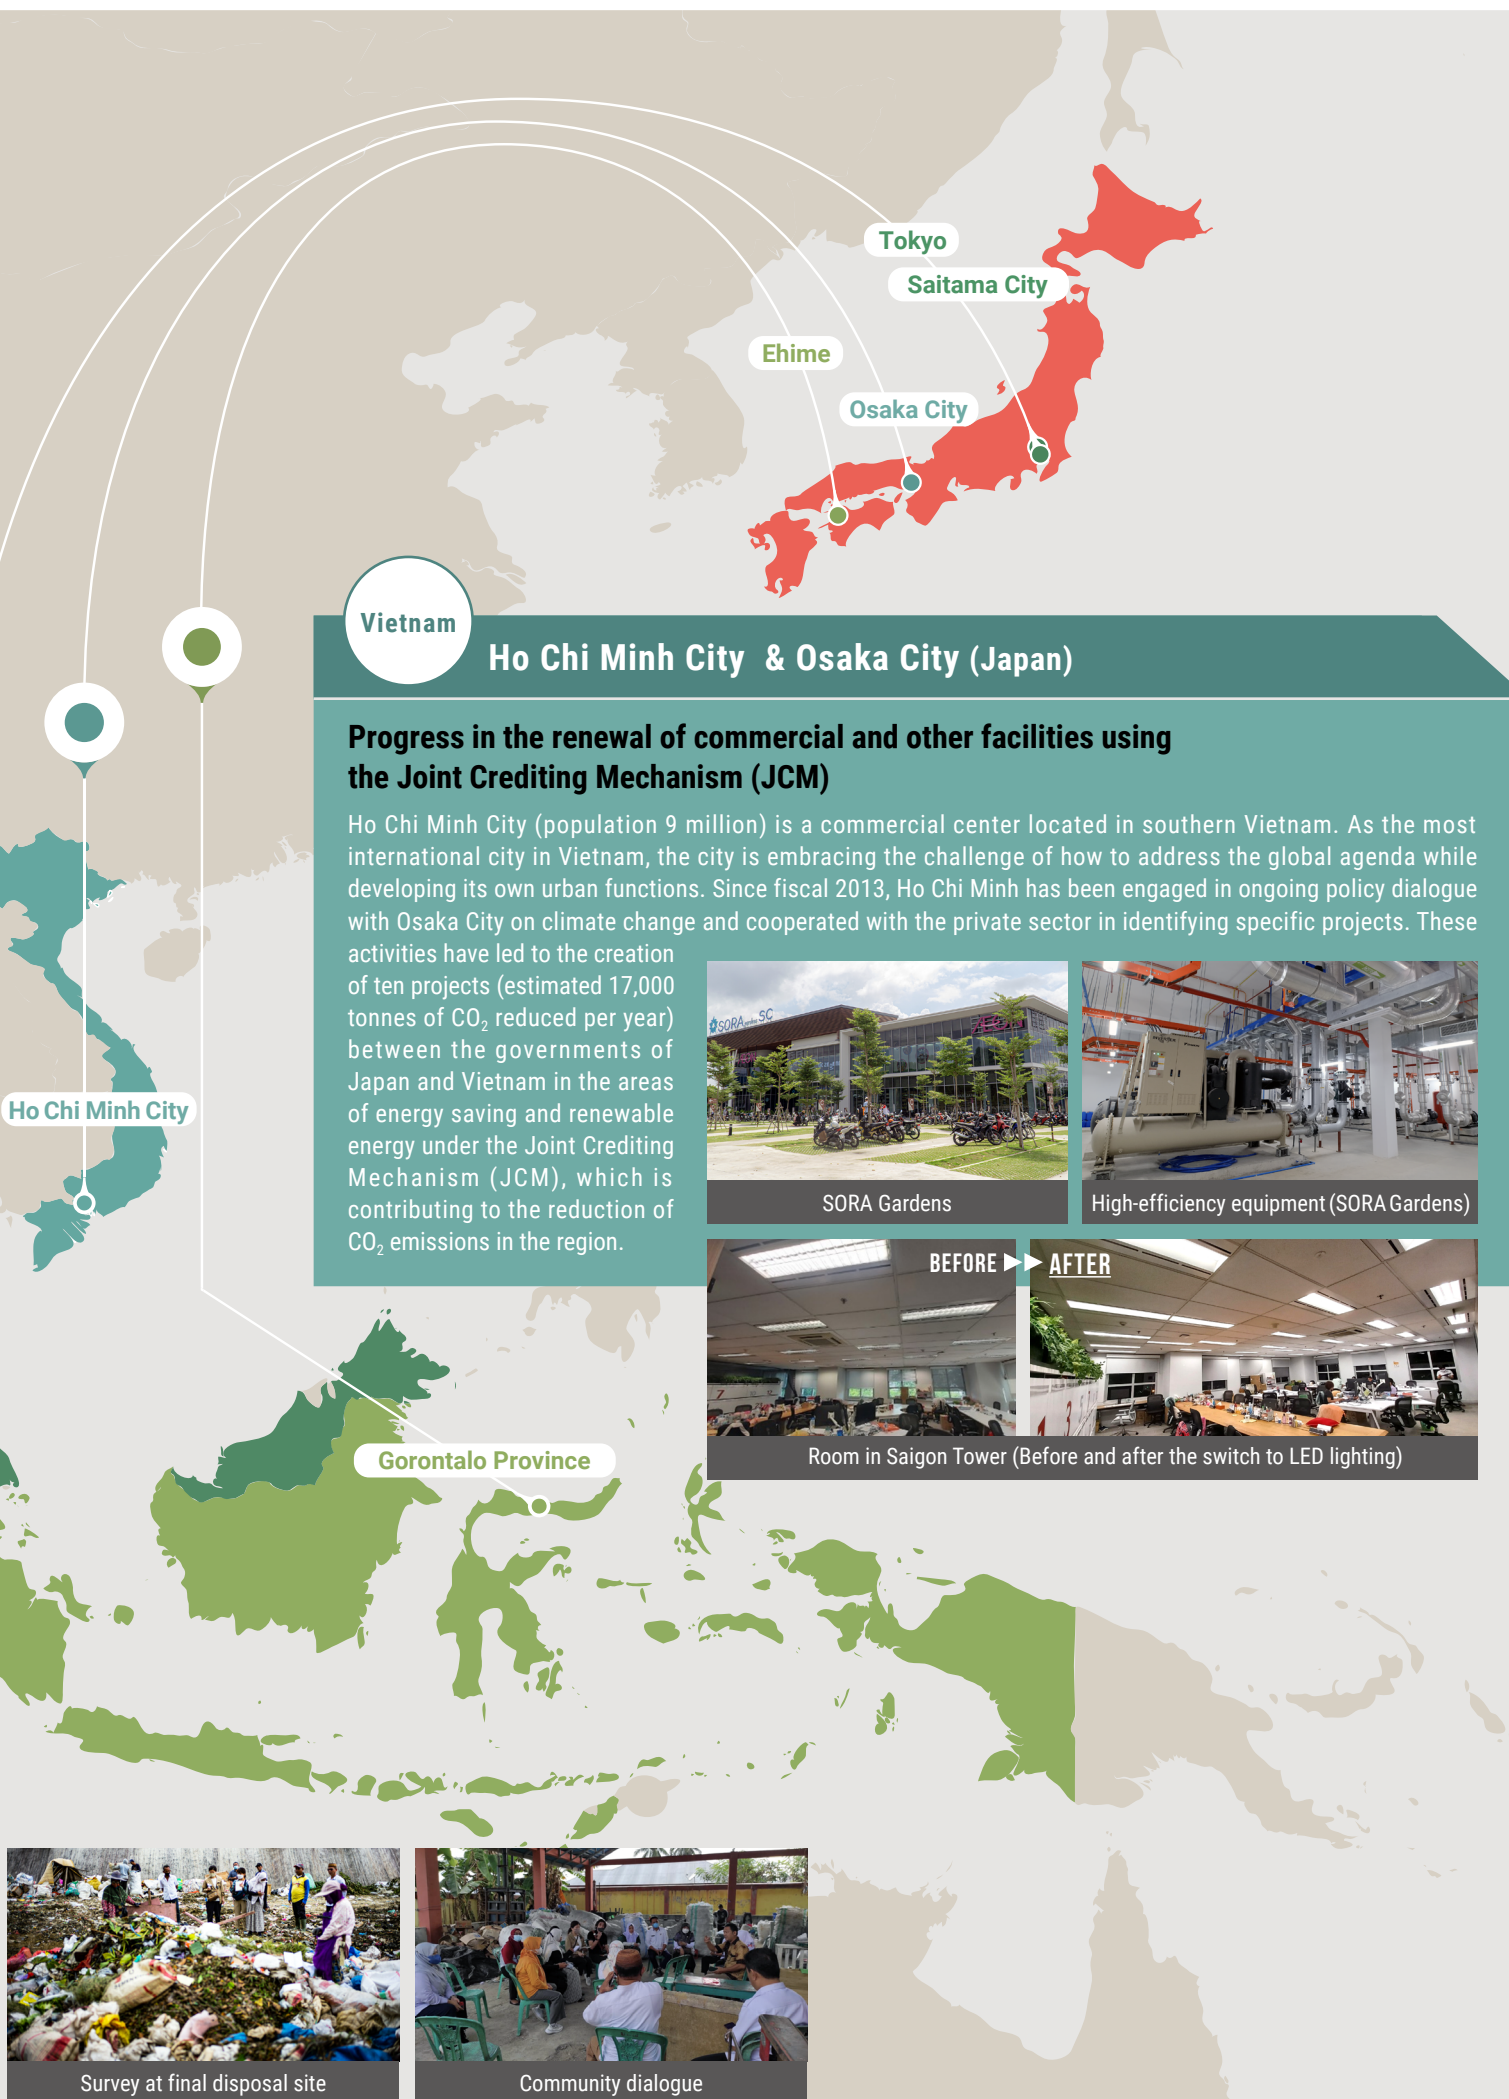 Tokyo
Saitama City
Ehime
Osaka City
Vietnam
Ho Chi Minh City & Osaka City (Japan)
Progress in the renewal of commercial and other facilities using
the Joint Crediting Mechanism (JCM)
Ho Chi Minh City (population 9 million) is a commercial center located in southern Vietnam. As the most
international city in Vietnam, the city is embracing the challenge of how to address the global agenda while
developing its own urban functions. Since fiscal 2013, Ho Chi Minh has been engaged in ongoing policy dialogue
with Osaka City on climate change and cooperated with the private sector in identifying specific projects. These
activities have led to the creation
of ten projects (estimated 17,000
tonnes of CO₂ reduced per year)
between the governments of
Japan and Vietnam in the areas
of energy saving and renewable
energy under the Joint Crediting
Mechanism (JCM), which is
contributing to the reduction of
CO₂ emissions in the region.
Ho Chi Minh City
SORA gardens SC
SORA Gardens
High-efficiency equipment (SORA Gardens)
BEFORE ▶▶ AFTER
Room in Saigon Tower (Before and after the switch to LED lighting)
Gorontalo Province
Survey at final disposal site
Community dialogue